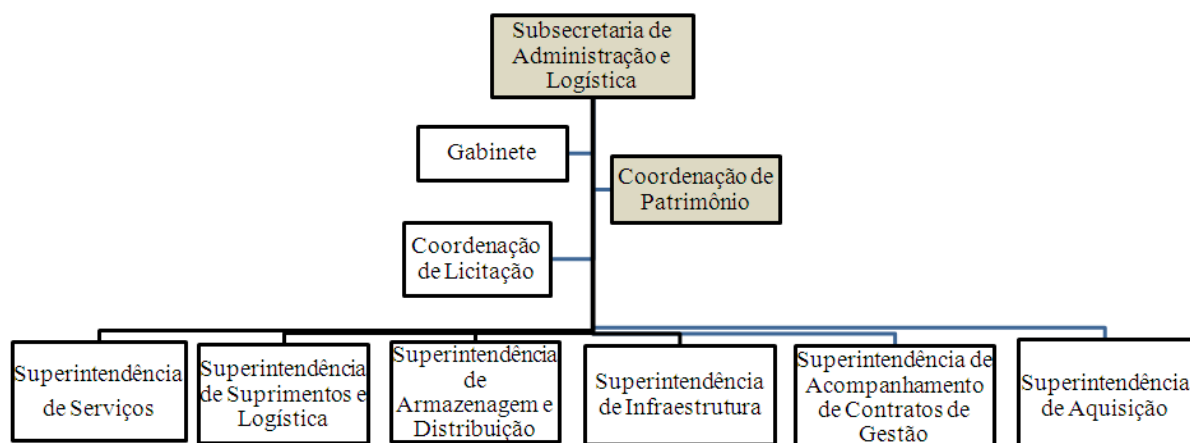 Subsecretaria de
Administração e
Logística
Gabinete
Coordenação de
Patrimônio
Coordenação
de Licitação
Superintendência
de Serviços
Superintendência
de Suprimentos e
Logística
Superintendência
de
Armazenagem e
Distribuição
Superintendência
de Infraestrutura
Superintendência de
Acompanhamento
de Contratos de
Gestão
Superintendência
de Aquisição